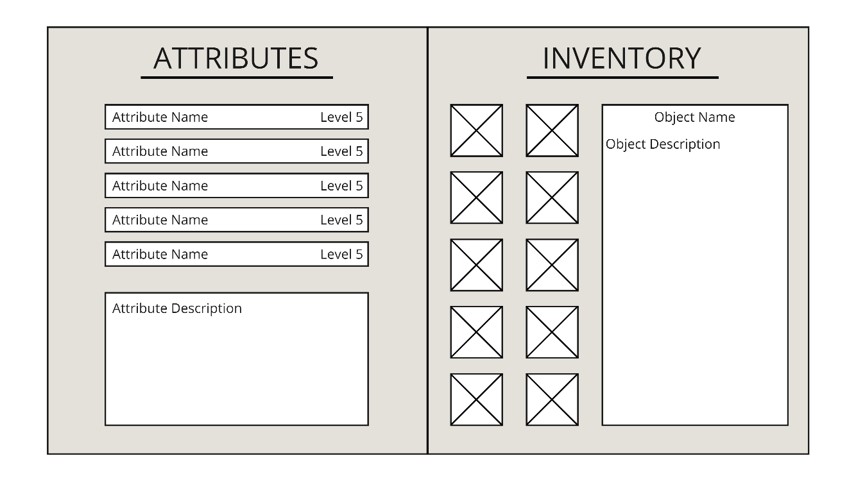 ATTRIBUTES
Attribute Name Level 5
Attribute Name Level 5
Attribute Name Level 5
Attribute Name Level 5
Attribute Name Level 5
Attribute Description
INVENTORY
Object Name
Object Description